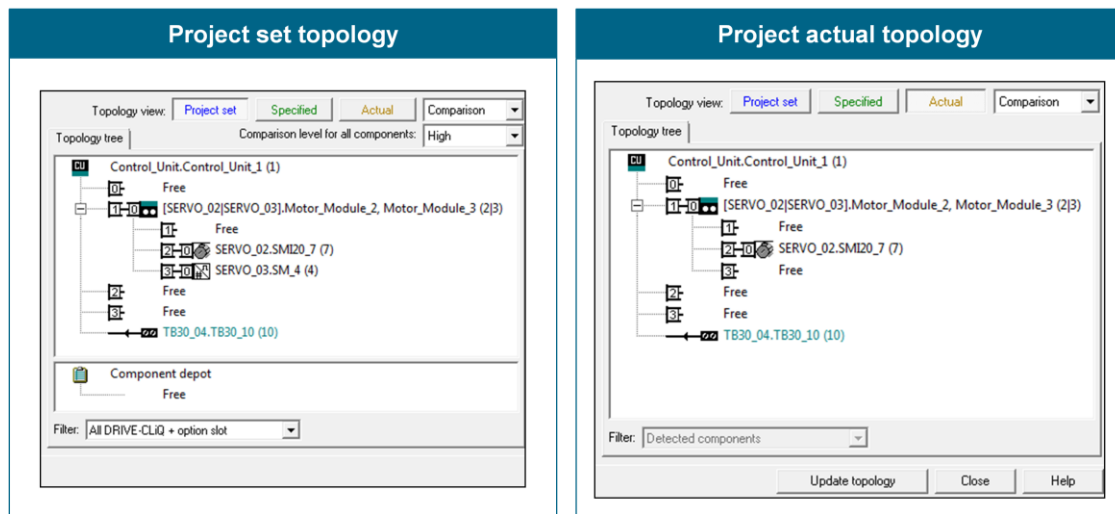 Project set topology
Topology view: Project set Specified Actual Comparison
Topology tree Comparison level for all components: High
CU Control_Unit.Control_Unit_1 (1)
0 Free
1 0 [SERVO_02|SERVO_03].Motor_Module_2, Motor_Module_3 (2|3)
1 Free
2 0 SERVO_02.SMI20_7 (7)
3 0 SERVO_03.SM_4 (4)
2 Free
3 Free
TB30_04.TB30_10 (10)
Component depot
Free
Filter: All DRIVE-CLiQ + option slot
Project actual topology
Topology view: Project set Specified Actual Comparison
Topology tree
CU Control_Unit.Control_Unit_1 (1)
0 Free
1 0 [SERVO_02|SERVO_03].Motor_Module_2, Motor_Module_3 (2|3)
1 Free
2 0 SERVO_02.SMI20_7 (7)
3 Free
2 Free
3 Free
TB30_04.TB30_10 (10)
Filter: Detected components
Update topology Close Help